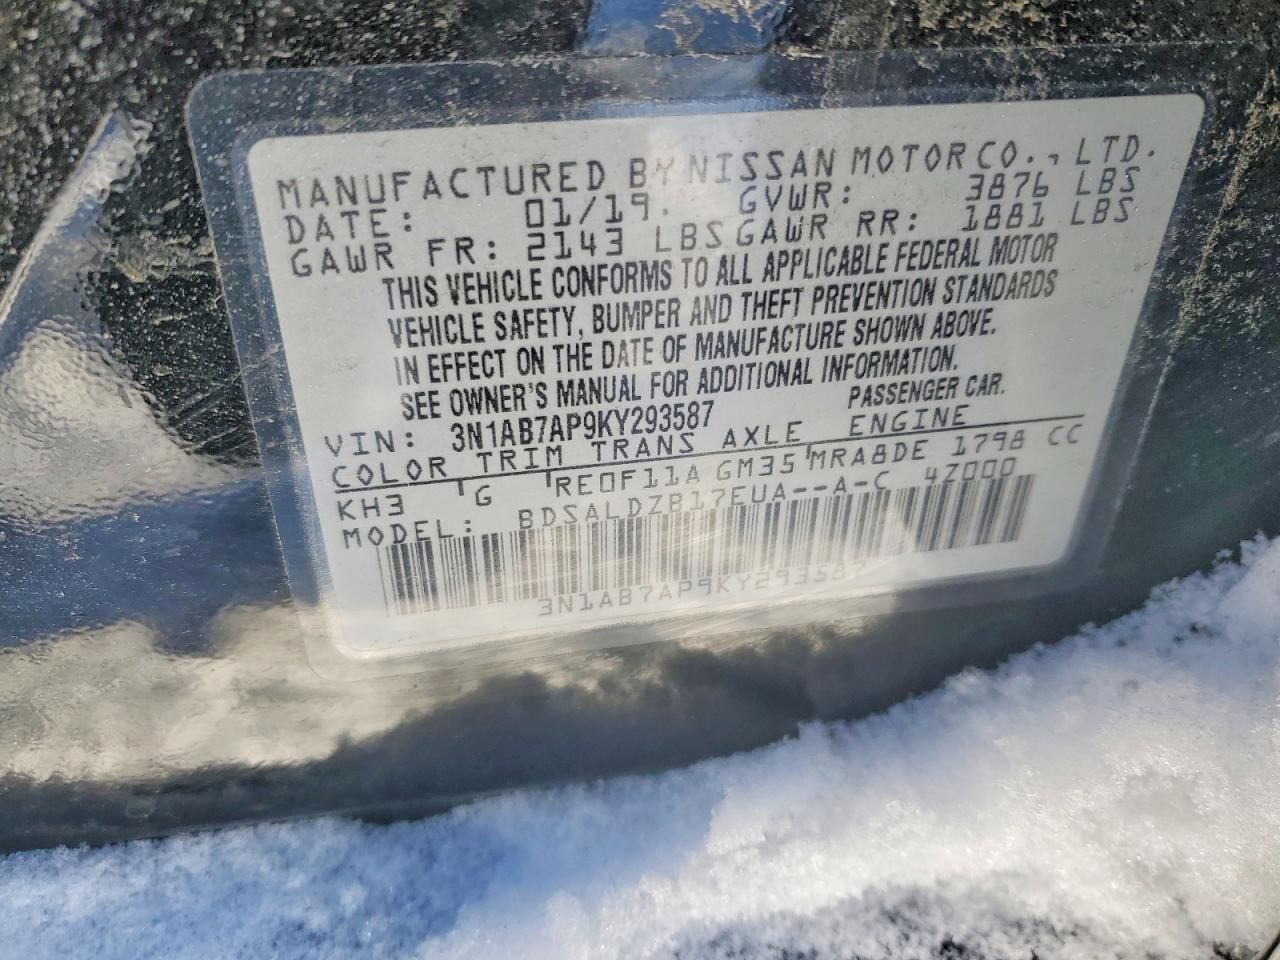 MANUFACTURED BY NISSAN MOTOR CO., LTD.
DATE: 01/19. GVWR: 3876 LBS
GAWR FR: 2143 LBS GAWR RR: 1881 LBS
THIS VEHICLE CONFORMS TO ALL APPLICABLE FEDERAL MOTOR
VEHICLE SAFETY, BUMPER AND THEFT PREVENTION STANDARDS
IN EFFECT ON THE DATE OF MANUFACTURE SHOWN ABOVE.
SEE OWNER'S MANUAL FOR ADDITIONAL INFORMATION.
VIN: 3N1AB7AP9KY293587 PASSENGER CAR.
COLOR TRIM TRANS AXLE ENGINE
KH3 G RE0F11A GM35 MRA8DE 1798 CC
MODEL: BDSALDZB17EUA--A-C 4Z000
3N1AB7AP9KY293587